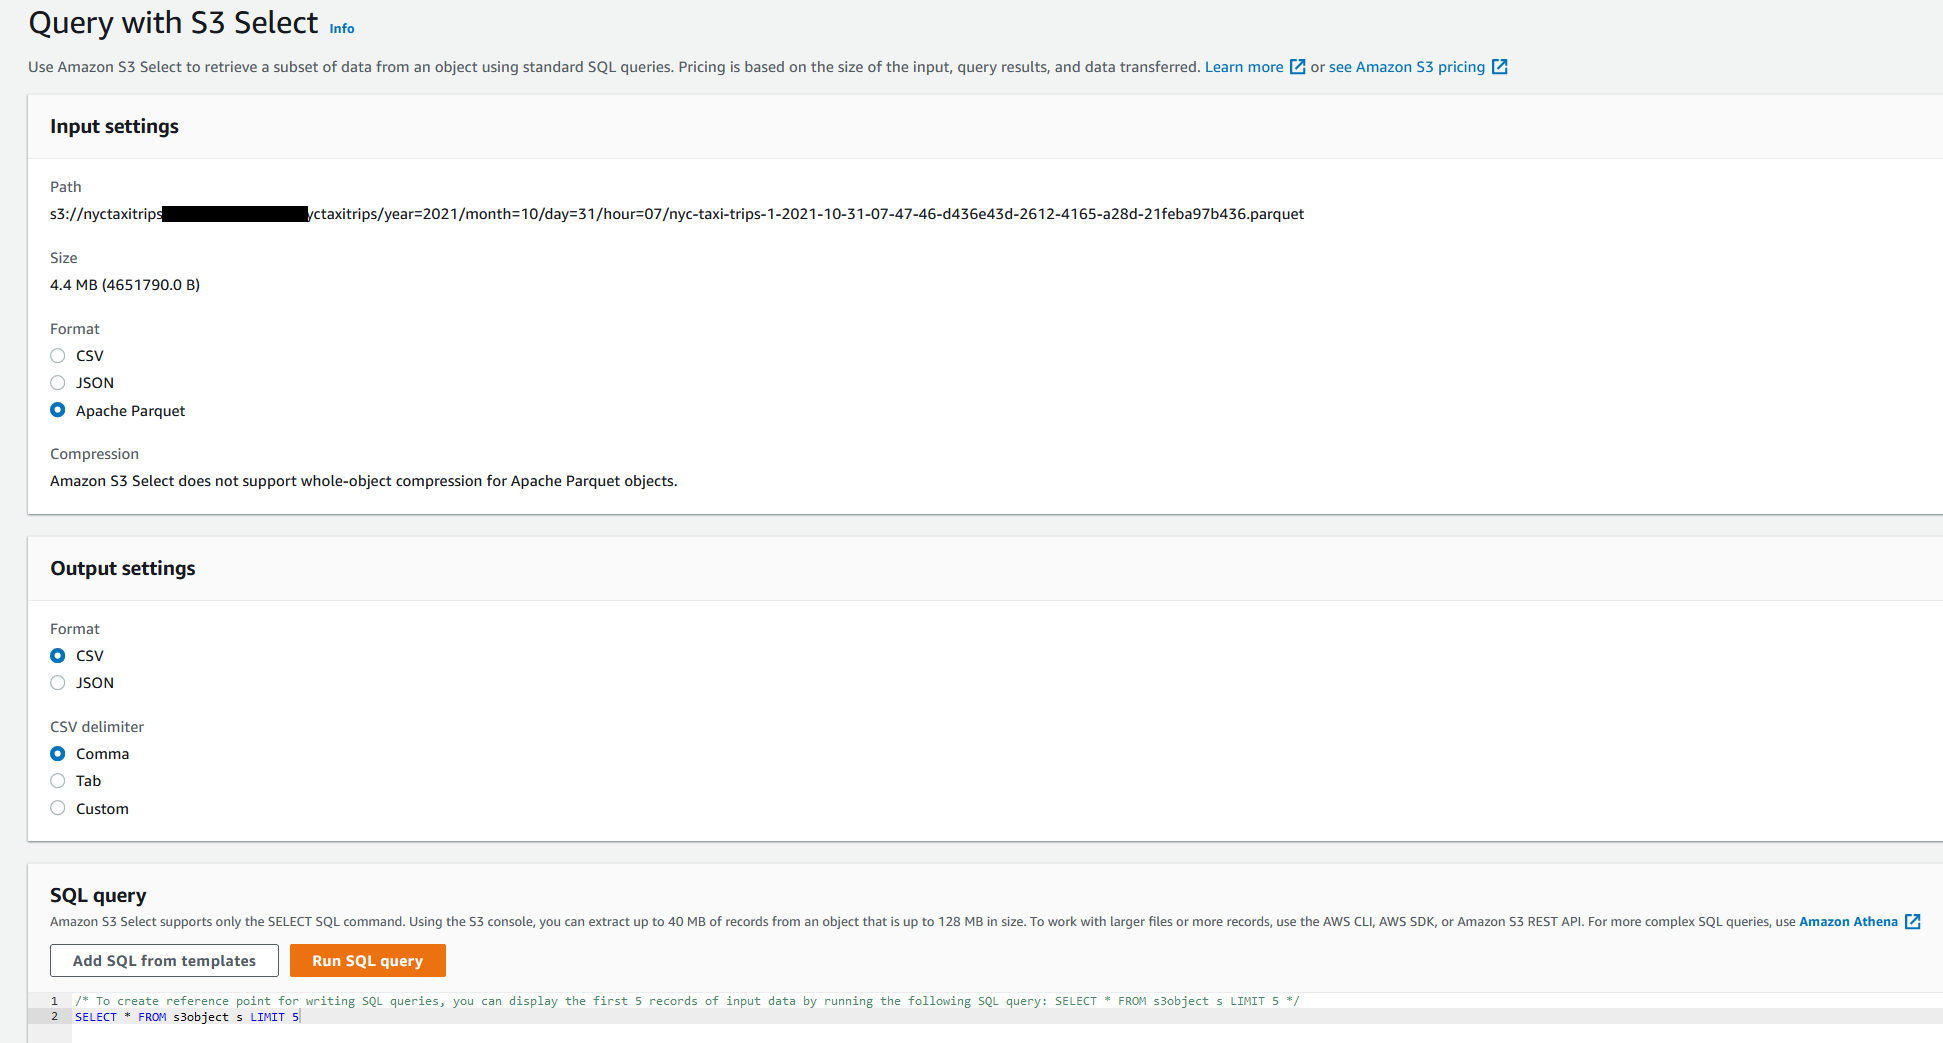 Query with S3 Select Info
Use Amazon S3 Select to retrieve a subset of data from an object using standard SQL queries. Pricing is based on the size of the input, query results, and data transferred. Learn more or see Amazon S3 pricing
Input settings
Path
s3://nyctaxitrips yctaxitrips/year=2021/month=10/day=31/hour=07/nyc-taxi-trips-1-2021-10-31-07-47-46-d436e43d-2612-4165-a28d-21feba97b436.parquet
Size
4.4 MB (4651790.0 B)
Format
CSV
JSON
Apache Parquet
Compression
Amazon S3 Select does not support whole-object compression for Apache Parquet objects.
Output settings
Format
CSV
JSON
CSV delimiter
Comma
Tab
Custom
SQL query
Amazon S3 Select supports only the SELECT SQL command. Using the S3 console, you can extract up to 40 MB of records from an object that is up to 128 MB in size. To work with larger files or more records, use the AWS CLI, AWS SDK, or Amazon S3 REST API. For more complex SQL queries, use Amazon Athena
Add SQL from templates Run SQL query
1 /* To create reference point for writing SQL queries, you can display the first 5 records of input data by running the following SQL query: SELECT * FROM s3object s LIMIT 5 */
2 SELECT * FROM s3object s LIMIT 5